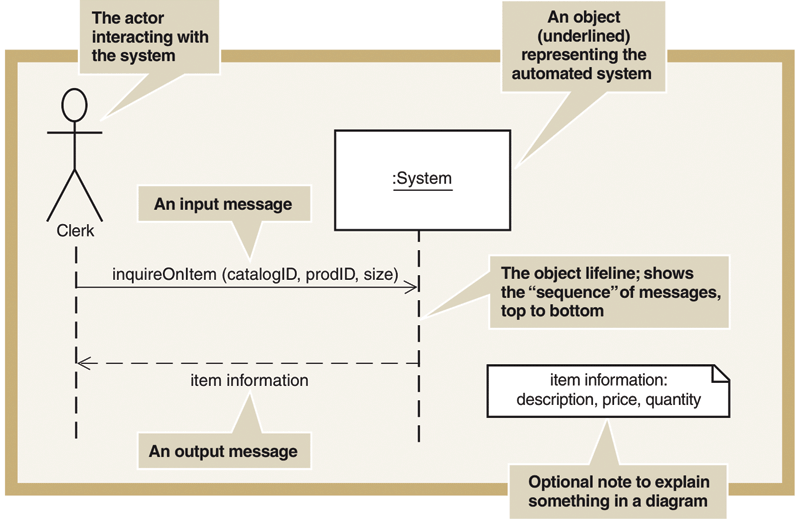 The actor
interacting with
the system
An object
(underlined)
representing the
automated system
:System
An input message
Clerk
inquireOnItem (catalogID, prodID, size)
The object lifeline; shows
the “sequence” of messages,
top to bottom
item information
item information:
description, price, quantity
An output message
Optional note to explain
something in a diagram